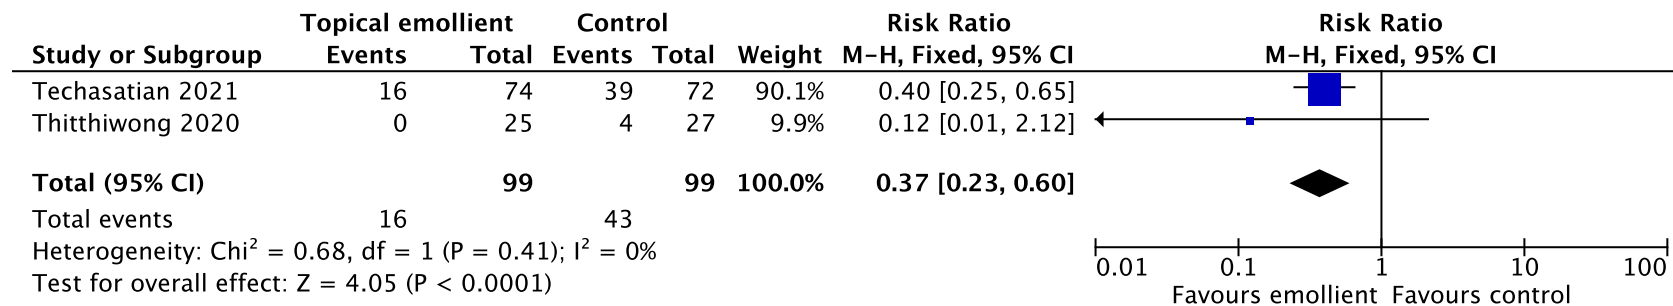 Topical emollient Control Risk Ratio Risk Ratio
Study or Subgroup Events Total Events Total Weight M-H, Fixed, 95% CI M-H, Fixed, 95% CI
Techasatian 2021 16 74 39 72 90.1% 0.40 [0.25, 0.65]
Thitthiwong 2020 0 25 4 27 9.9% 0.12 [0.01, 2.12]
Total (95% CI) 99 99 100.0% 0.37 [0.23, 0.60]
Total events 16 43
Heterogeneity: Chi² = 0.68, df = 1 (P = 0.41); I² = 0%
Test for overall effect: Z = 4.05 (P < 0.0001)
0.01 0.1 1 10 100
Favours emollient Favours control